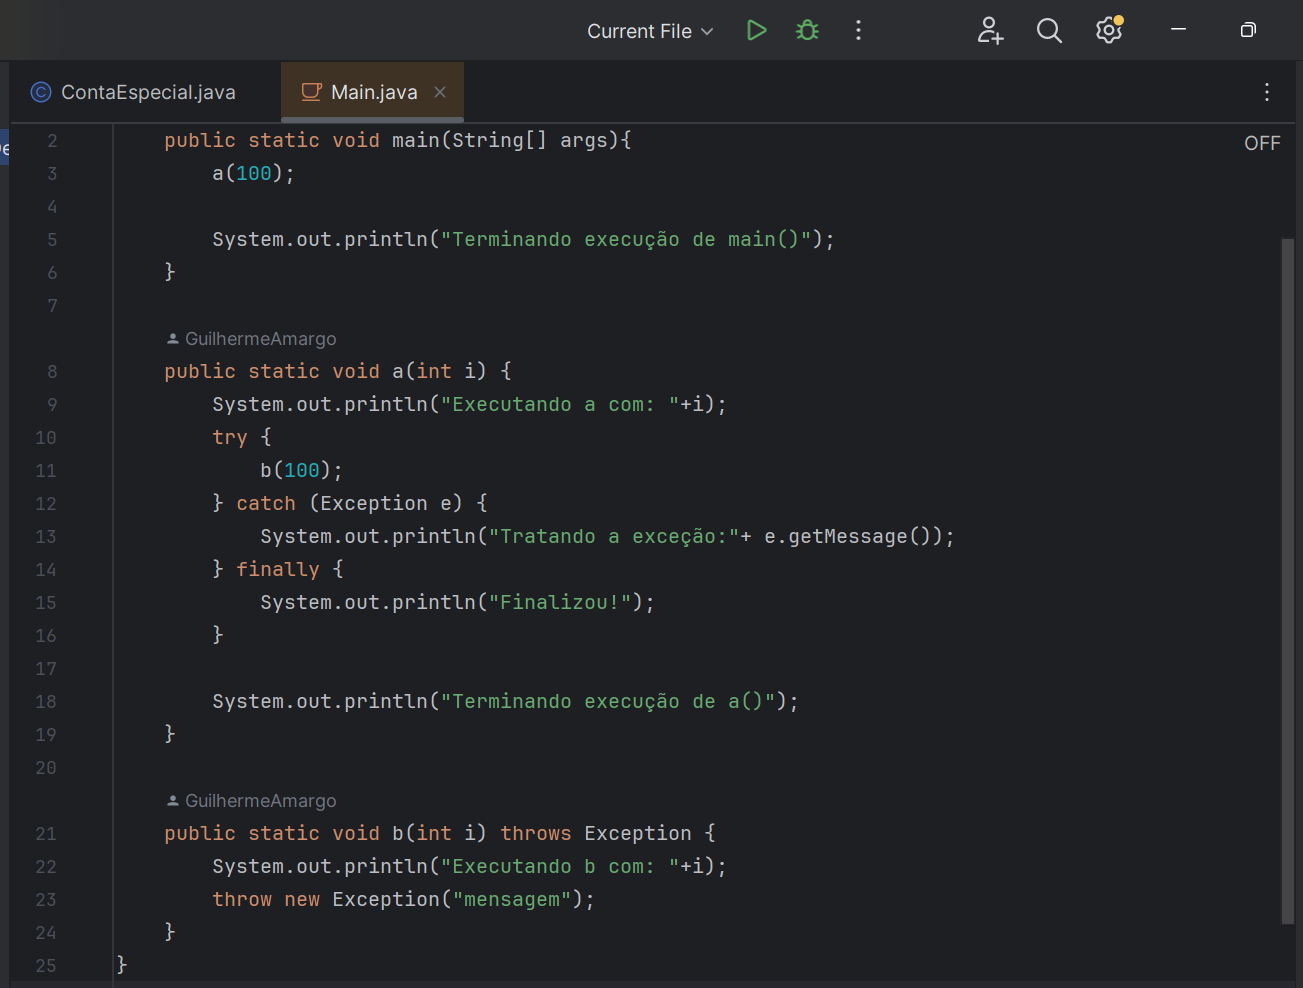 Current File
ContaEspecial.java Main.java
OFF
2 public static void main(String[] args){
3 a(100);
4
5 System.out.println("Terminando execução de main()");
6 }
7
GuilhermeAmargo
8 public static void a(int i) {
9 System.out.println("Executando a com: "+i);
10 try {
11 b(100);
12 } catch (Exception e) {
13 System.out.println("Tratando a exceção:"+ e.getMessage());
14 } finally {
15 System.out.println("Finalizou!");
16 }
17
18 System.out.println("Terminando execução de a()");
19 }
20
GuilhermeAmargo
21 public static void b(int i) throws Exception {
22 System.out.println("Executando b com: "+i);
23 throw new Exception("mensagem");
24 }
25 }